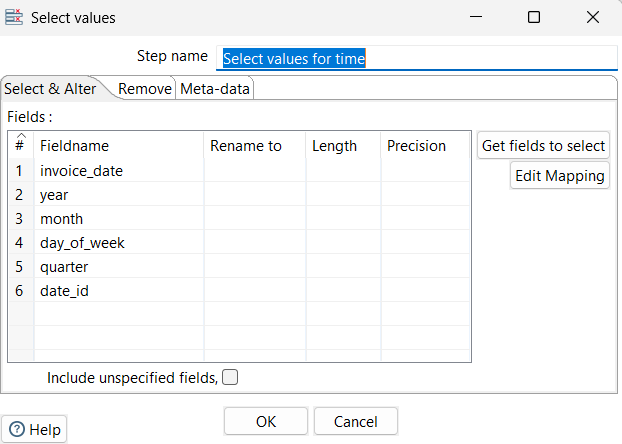 Select values
Step name Select values for time
Select & Alter Remove Meta-data
Fields :
# Fieldname Rename to Length Precision
1 invoice_date
2 year
3 month
4 day_of_week
5 quarter
6 date_id
Get fields to select
Edit Mapping
Include unspecified fields,
Help
OK Cancel